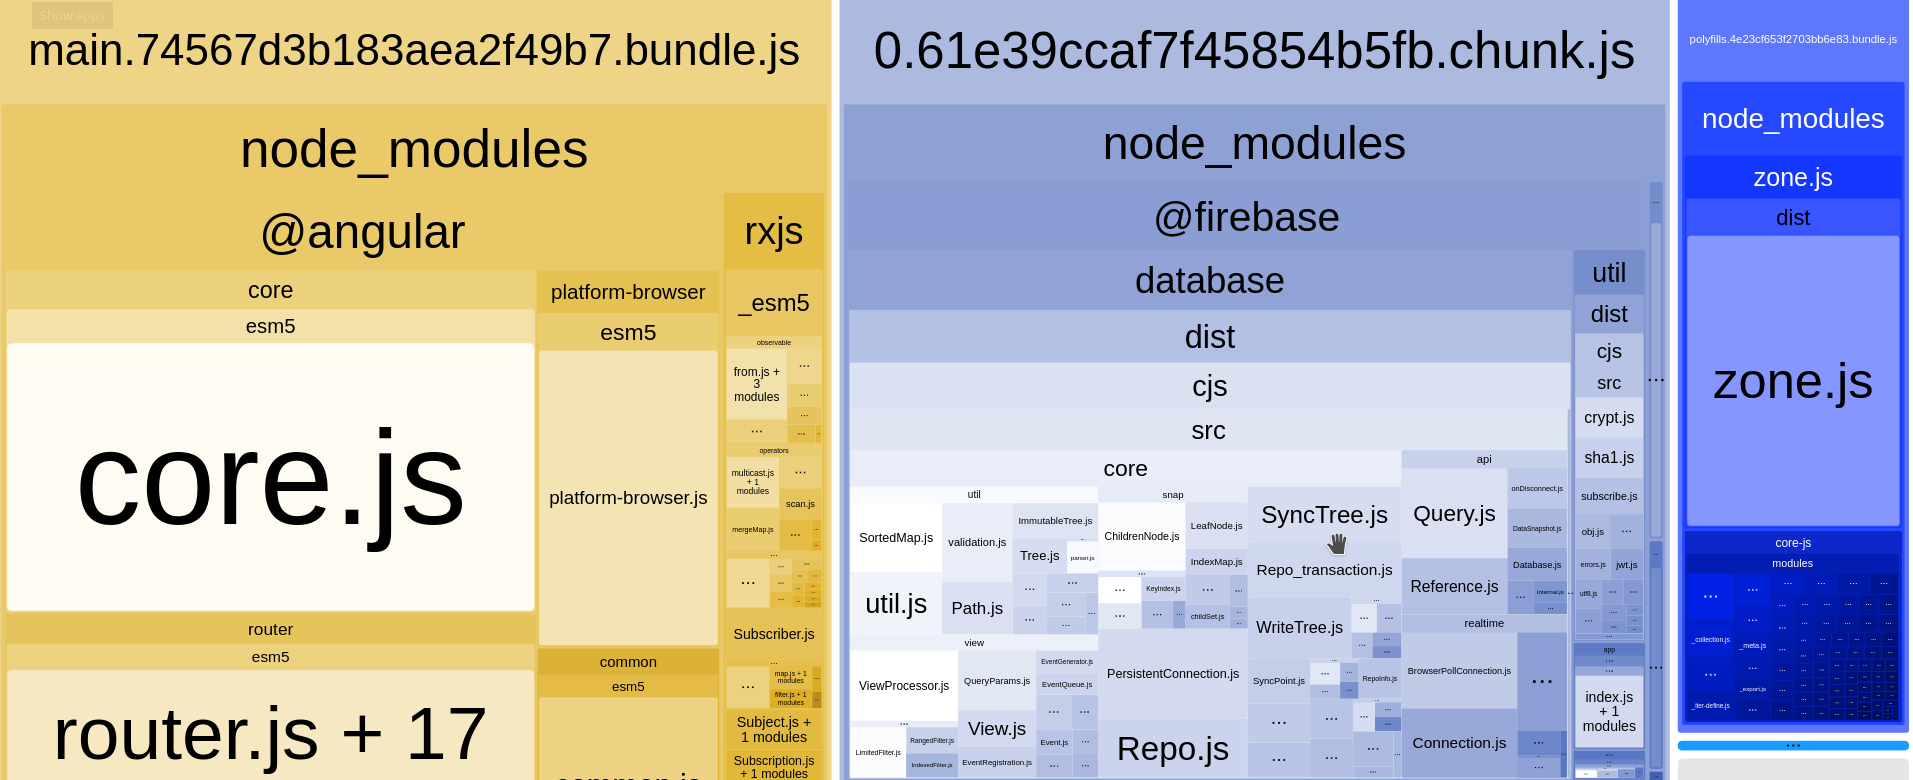 Show apps
main.74567d3b183aea2f49b7.bundle.js
node_modules
@angular
core
esm5
core.js
router
esm5
router.js + 17
platform-browser
esm5
platform-browser.js
common
esm5
rxjs
_esm5
observable
from.js +
3
modules
...
operators
multicast.js
+ 1
modules
...
scan.js
mergeMap.js
...
Subscriber.js
...
map.js + 1
modules
filter.js + 1
modules
Subject.js +
1 modules
Subscription.js
+ 1 modules
0.61e39ccaf7f45854b5fb.chunk.js
node_modules
@firebase
database
dist
cjs
src
core
util
SortedMap.js
validation.js
ImmutableTree.js
Tree.js
parser.js
util.js
Path.js
...
snap
ChildrenNode.js
LeafNode.js
IndexMap.js
...
KeyIndex.js
childSet.js
view
ViewProcessor.js
QueryParams.js
EventGenerator.js
EventQueue.js
...
View.js
LimitedFilter.js
RangedFilter.js
IndexedFilter.js
EventRegistration.js
Event.js
PersistentConnection.js
Repo.js
SyncTree.js
Repo_transaction.js
WriteTree.js
SyncPoint.js
RepoInfo.js
...
api
Query.js
onDisconnect.js
DataSnapshot.js
Reference.js
Database.js
internal.js
...
realtime
BrowserPollConnection.js
...
Connection.js
util
dist
cjs
src
crypt.js
sha1.js
subscribe.js
obj.js
...
errors.js
jwt.js
utf8.js
app
...
index.js
+ 1
modules
...
polyfills.4e23cf653f2703bb6e83.bundle.js
node_modules
zone.js
dist
zone.js
core-js
modules
...
_collection.js
_meta.js
_export.js
_iter-define.js
...